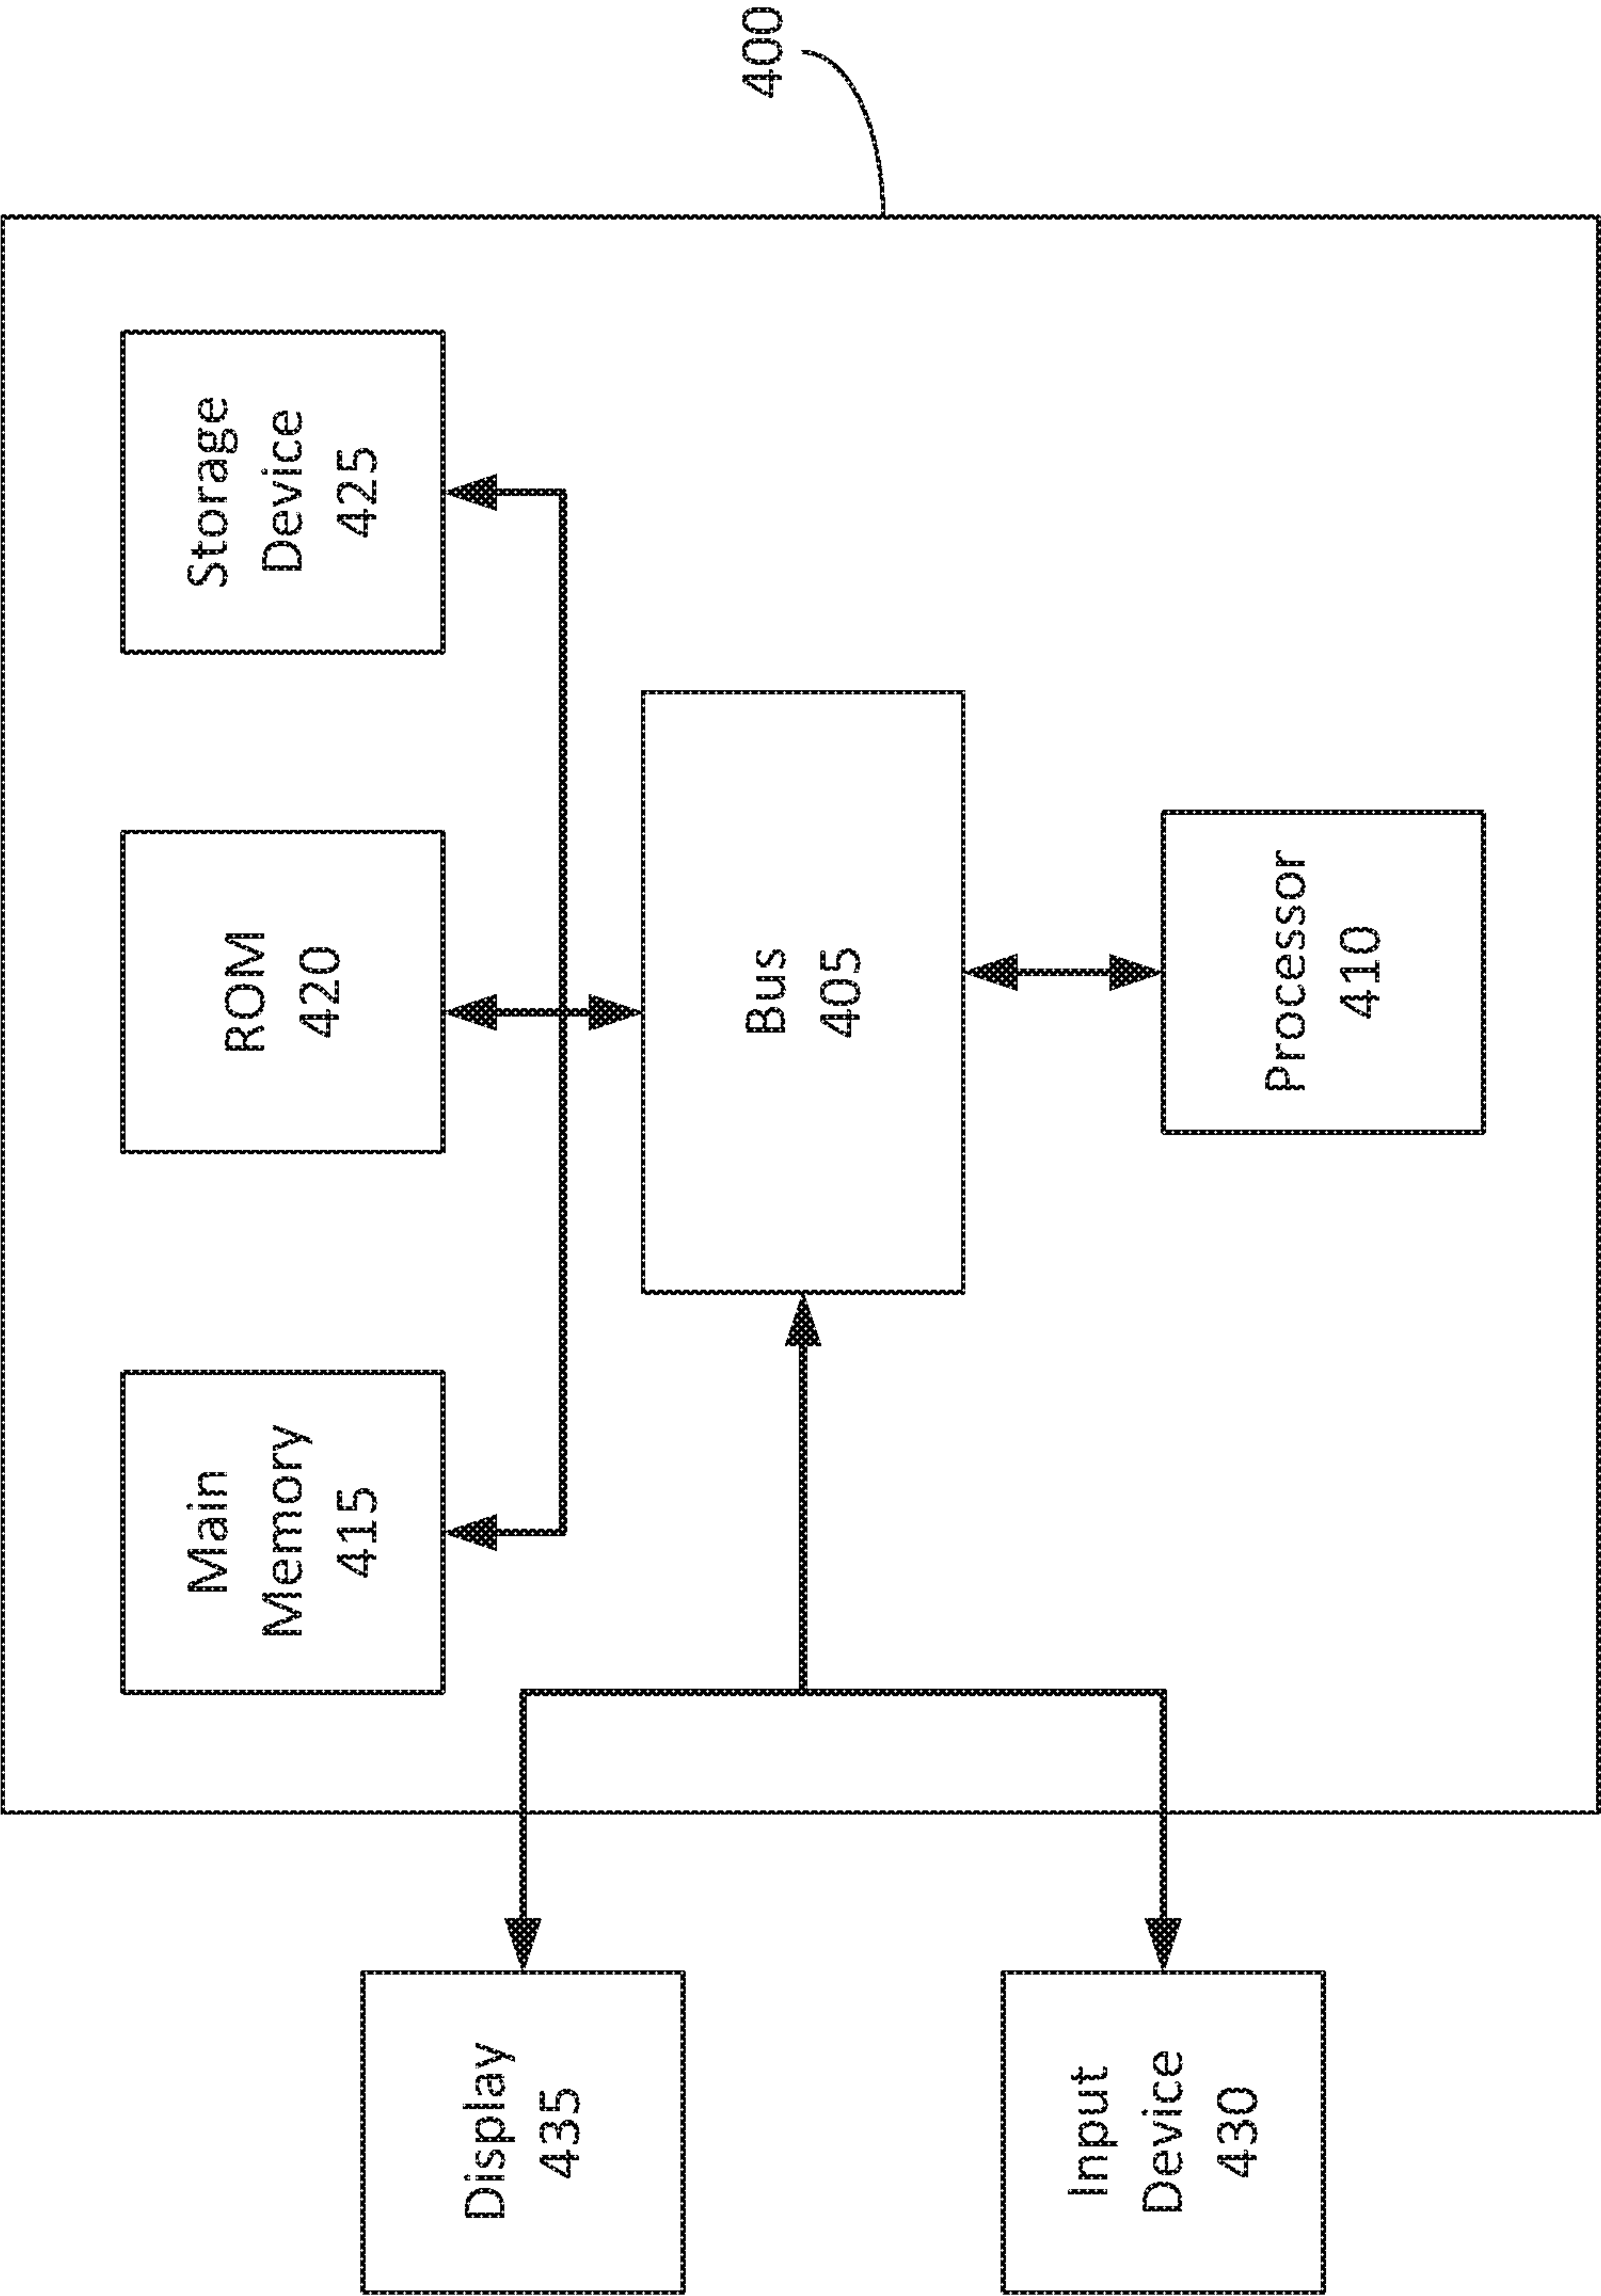 400
Main
Memory
415
ROM
420
Storage
Device
425
Display
435
Bus
405
Input
Device
430
Processor
410